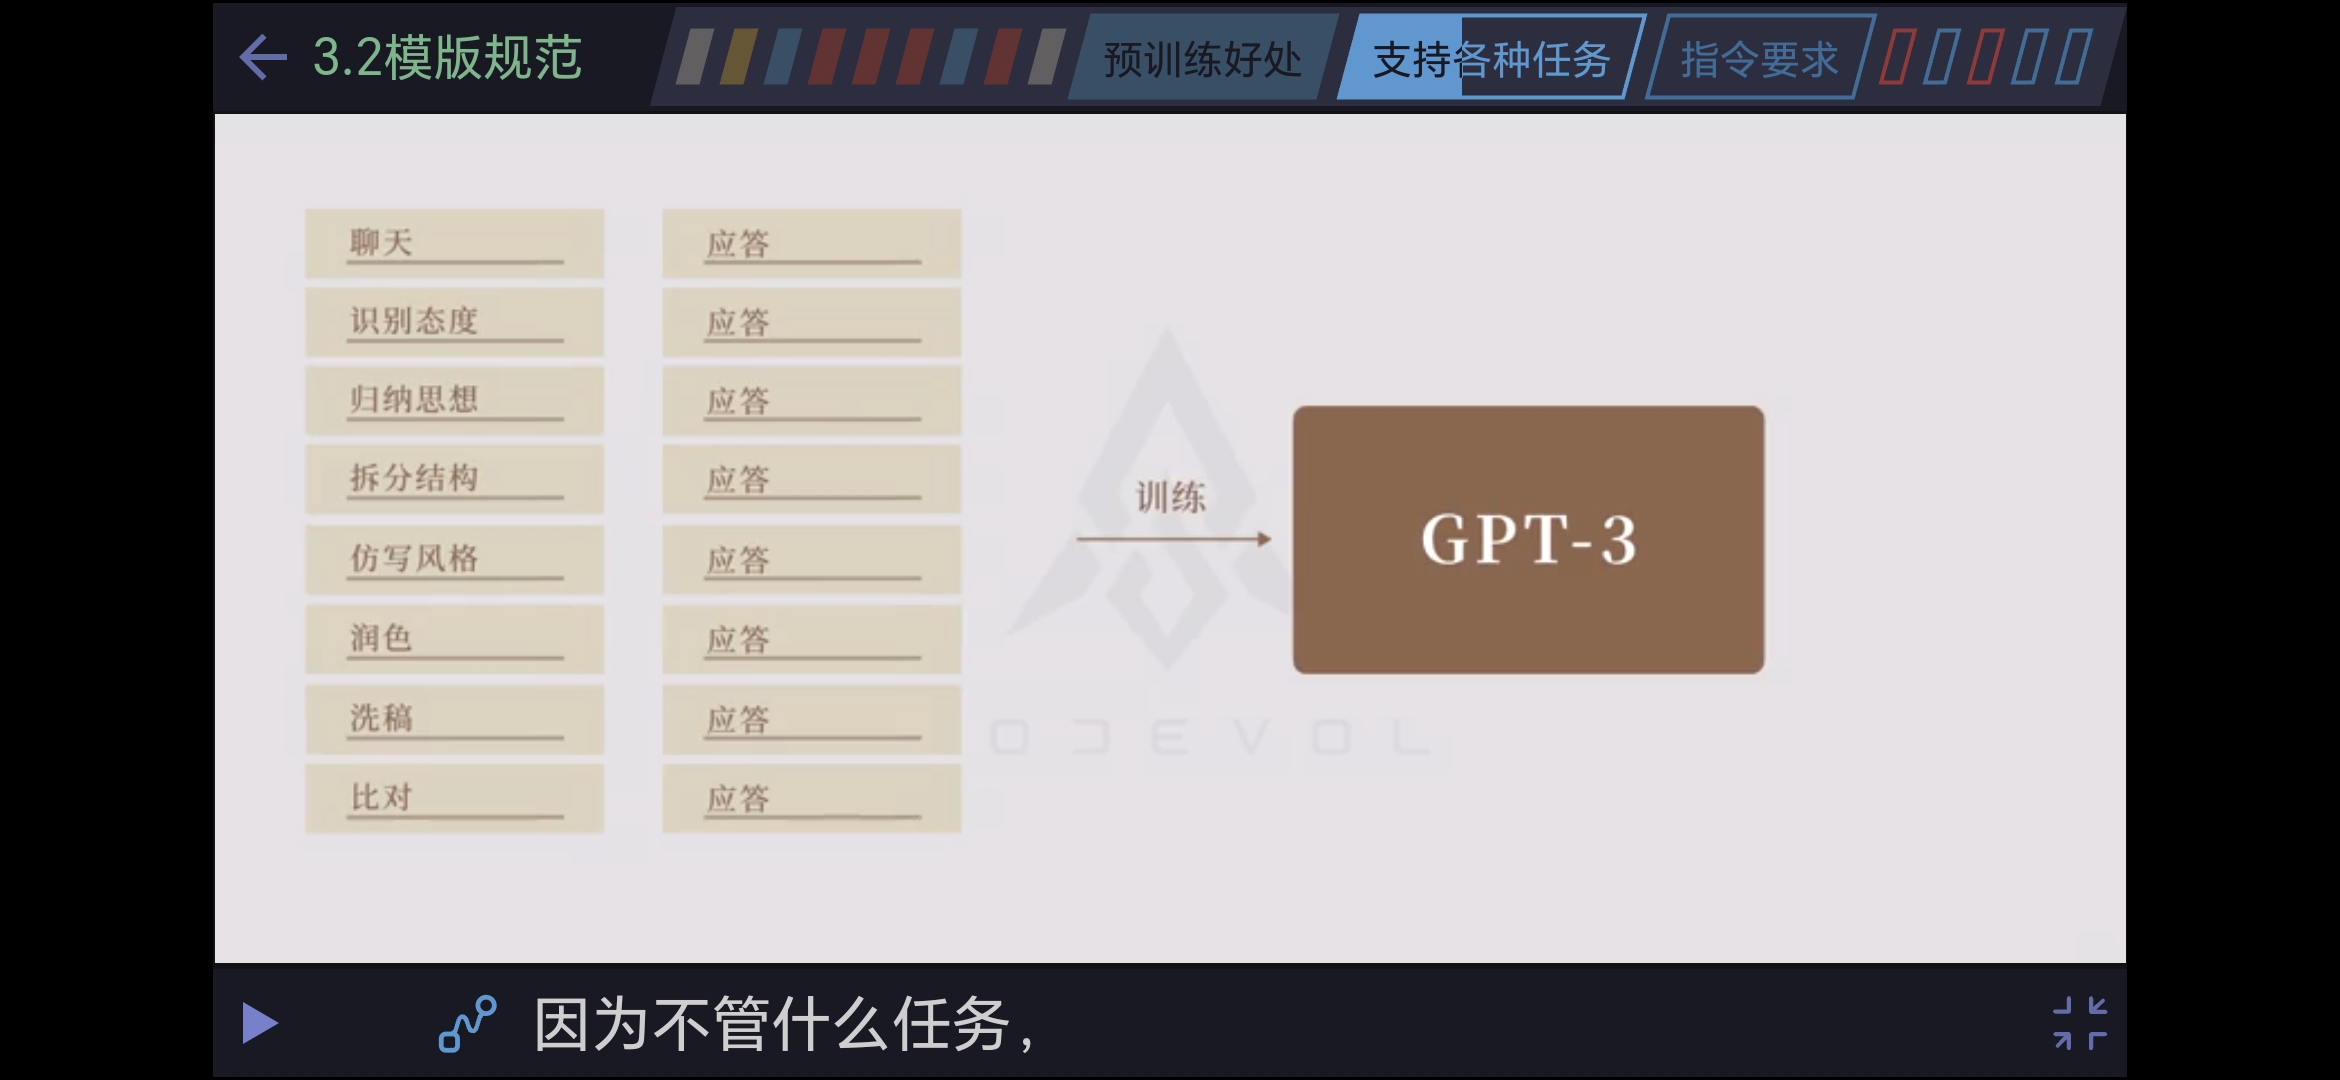 3.2模版规范
预训练好处
支持各种任务
指令要求
聊天 应答
识别态度 应答
归纳思想 应答
拆分结构 应答
仿写风格 应答
润色 应答
洗稿 应答
比对 应答
训练
GPT-3
因为不管什么任务，